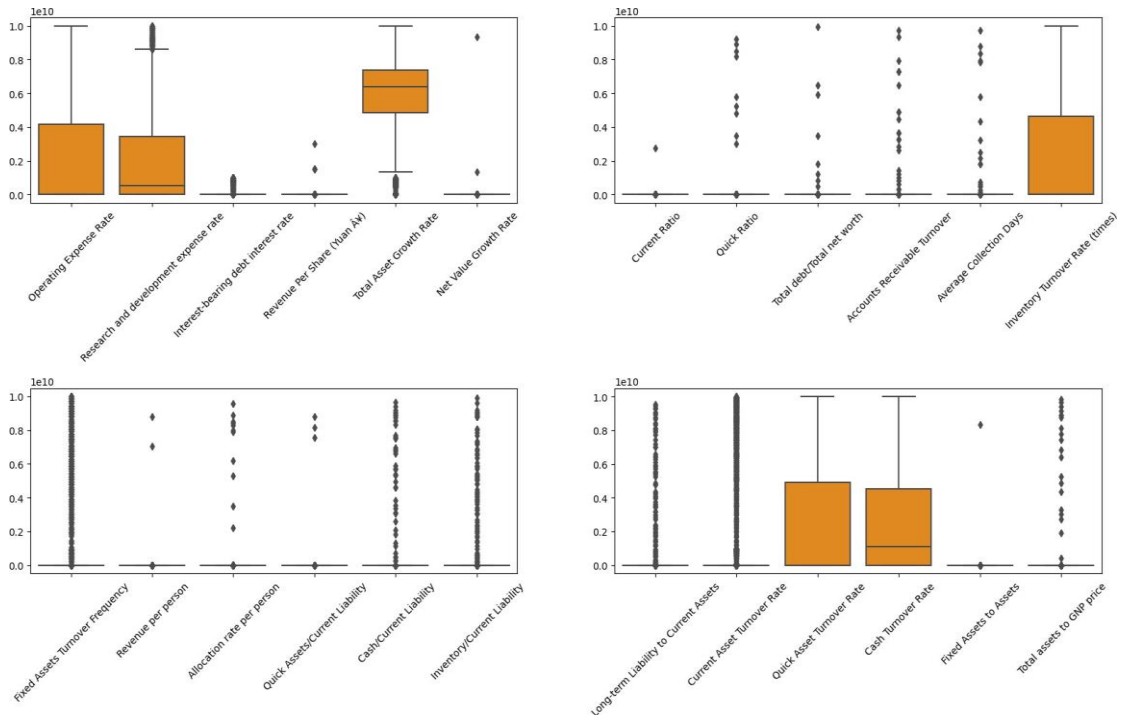 1e10
1.0
0.8
0.6
0.4
0.2
0.0
Operating Expense Rate
Research and development expense rate
Interest-bearing debt interest rate
Revenue Per Share (Yuan Â¥)
Total Asset Growth Rate
Net Value Growth Rate
1e10
1.0
0.8
0.6
0.4
0.2
0.0
Current Ratio
Quick Ratio
Total debt/Total net worth
Accounts Receivable Turnover
Average Collection Days
Inventory Turnover Rate (times)
1e10
1.0
0.8
0.6
0.4
0.2
0.0
Fixed Assets Turnover Frequency
Revenue per person
Allocation rate per person
Quick Assets/Current Liability
Cash/Current Liability
Inventory/Current Liability
1e10
1.0
0.8
0.6
0.4
0.2
0.0
Long-term Liability to Current Assets
Current Asset Turnover Rate
Quick Asset Turnover Rate
Cash Turnover Rate
Fixed Assets to Assets
Total assets to GNP price